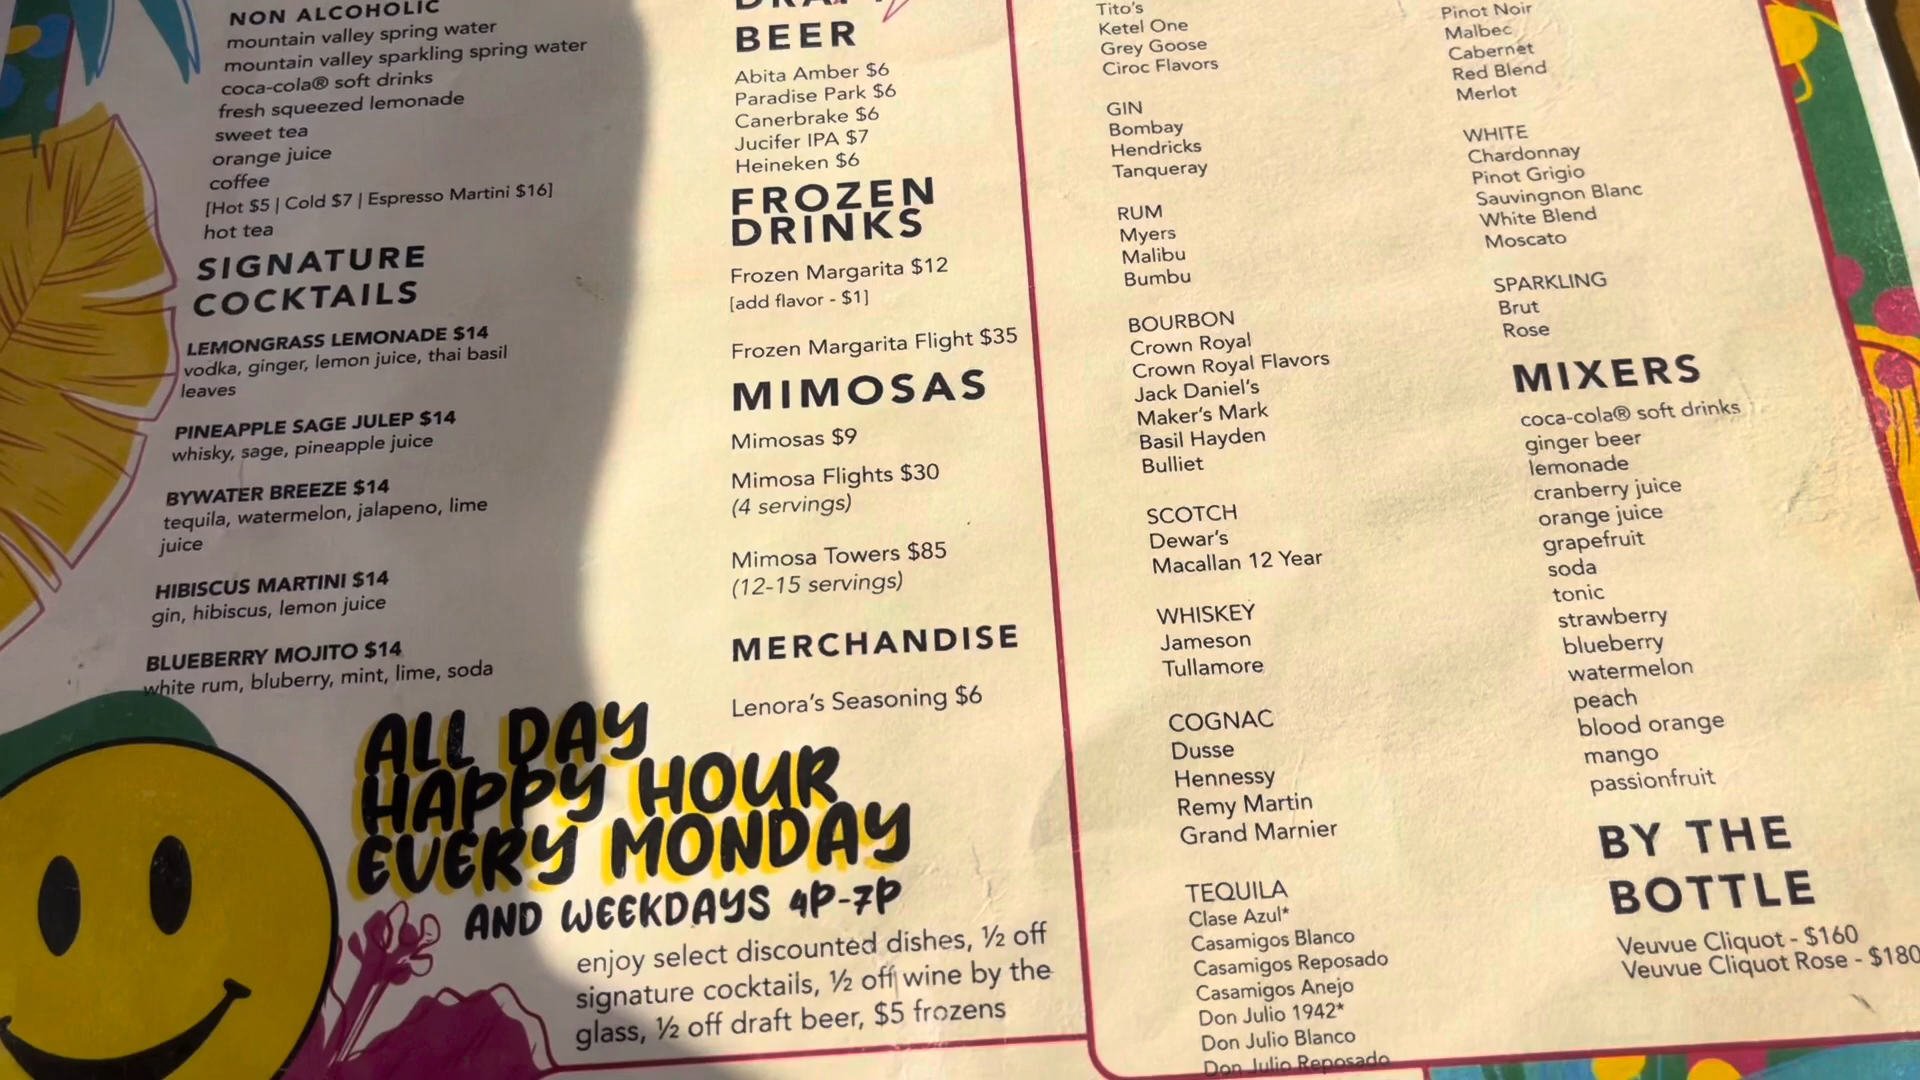 NON ALCOHOLIC
mountain valley spring water
mountain valley sparkling spring water
coca-cola® soft drinks
fresh squeezed lemonade
sweet tea
orange juice
coffee
[Hot $5 | Cold $7 | Espresso Martini $16]
hot tea
SIGNATURE
COCKTAILS
LEMONGRASS LEMONADE $14
vodka, ginger, lemon juice, thai basil
leaves
PINEAPPLE SAGE JULEP $14
whisky, sage, pineapple juice
BYWATER BREEZE $14
tequila, watermelon, jalapeno, lime
juice
HIBISCUS MARTINI $14
gin, hibiscus, lemon juice
BLUEBERRY MOJITO $14
white rum, bluberry, mint, lime, soda
ALL DAY
HAPPY HOUR
EVERY MONDAY
AND WEEKDAYS 4P-7P
enjoy select discounted dishes, ½ off
signature cocktails, ½ off wine by the
glass, ½ off draft beer, $5 frozens
DRAFT
BEER
Abita Amber $6
Paradise Park $6
Canerbrake $6
Jucifer IPA $7
Heineken $6
FROZEN
DRINKS
Frozen Margarita $12
[add flavor - $1]
Frozen Margarita Flight $35
MIMOSAS
Mimosas $9
Mimosa Flights $30
(4 servings)
Mimosa Towers $85
(12-15 servings)
MERCHANDISE
Lenora's Seasoning $6
Tito's
Ketel One
Grey Goose
Ciroc Flavors
GIN
Bombay
Hendricks
Tanqueray
RUM
Myers
Malibu
Bumbu
BOURBON
Crown Royal
Crown Royal Flavors
Jack Daniel's
Maker's Mark
Basil Hayden
Bulliet
SCOTCH
Dewar's
Macallan 12 Year
WHISKEY
Jameson
Tullamore
COGNAC
Dusse
Hennessy
Remy Martin
Grand Marnier
TEQUILA
Clase Azul*
Casamigos Blanco
Casamigos Reposado
Casamigos Anejo
Don Julio 1942*
Don Julio Blanco
Don Julio Reposado
Pinot Noir
Malbec
Cabernet
Red Blend
Merlot
WHITE
Chardonnay
Pinot Grigio
Sauvingnon Blanc
White Blend
Moscato
SPARKLING
Brut
Rose
MIXERS
coca-cola® soft drinks
ginger beer
lemonade
cranberry juice
orange juice
grapefruit
soda
tonic
strawberry
blueberry
watermelon
peach
blood orange
mango
passionfruit
BY THE
BOTTLE
Veuvue Cliquot - $160
Veuvue Cliquot Rose - $180